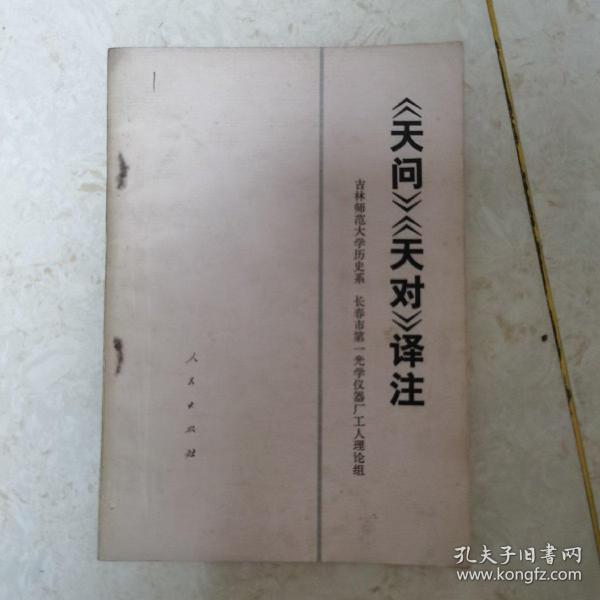 《天问》《天对》译注
吉林师范大学历史系 长春市第一光学仪器厂工人理论组
人民出版社
孔夫子旧书网
www.kongfz.com